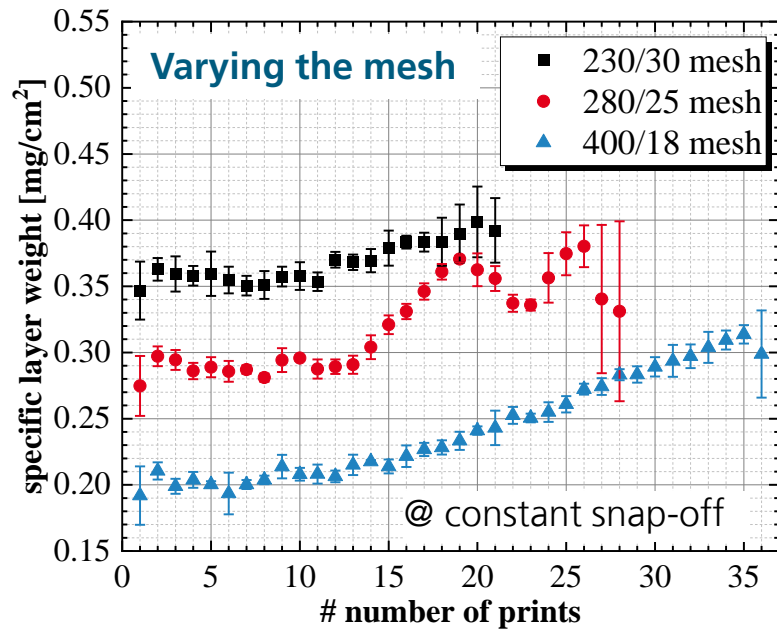 Varying the mesh
230/30 mesh
280/25 mesh
400/18 mesh
specific layer weight [mg/cm²]
0.55
0.50
0.45
0.40
0.35
0.30
0.25
0.20
0.15
@ constant snap-off
0 5 10 15 20 25 30 35
# number of prints